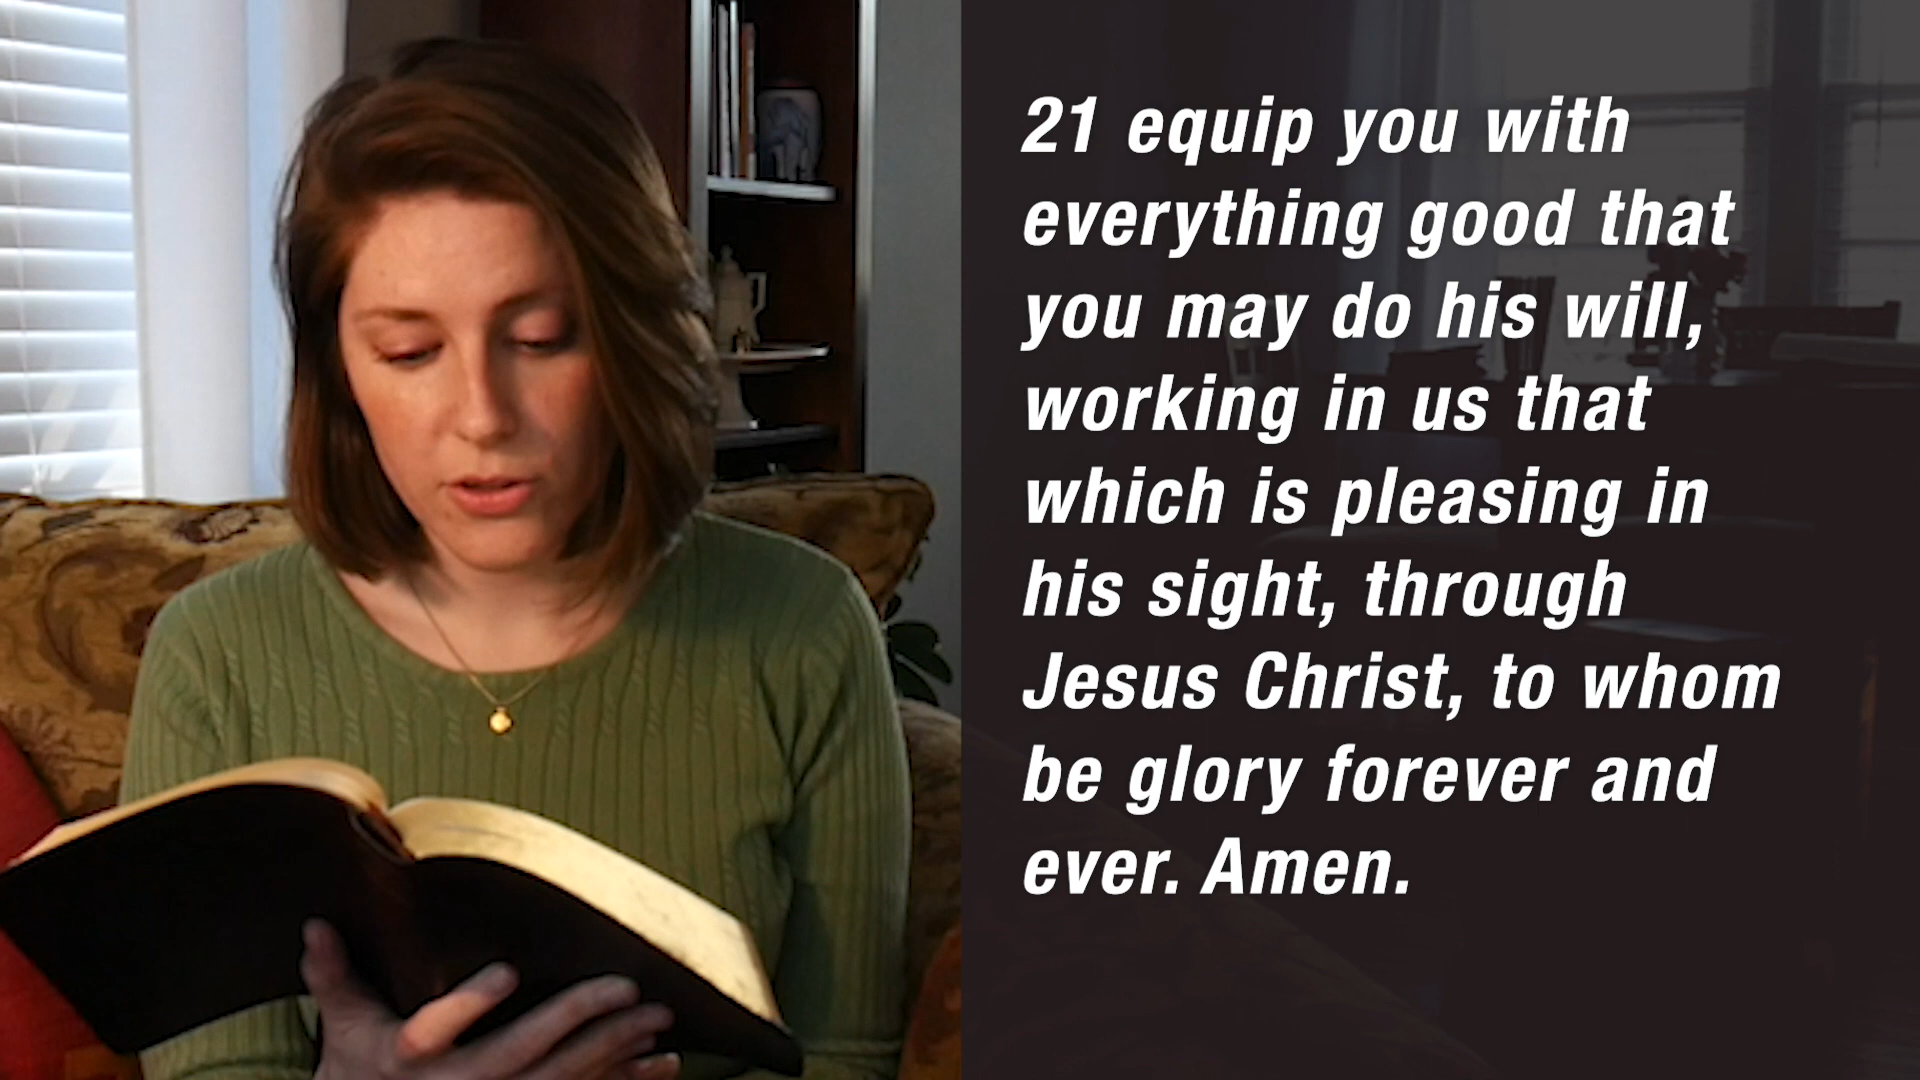 21 equip you with
everything good that
you may do his will,
working in us that
which is pleasing in
his sight, through
Jesus Christ, to whom
be glory forever and
ever. Amen.